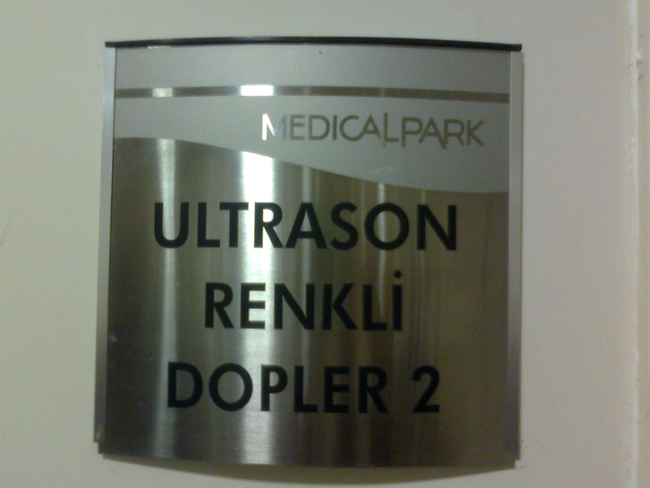 MEDICALPARK
ULTRASON
RENKLİ
DOPLER 2